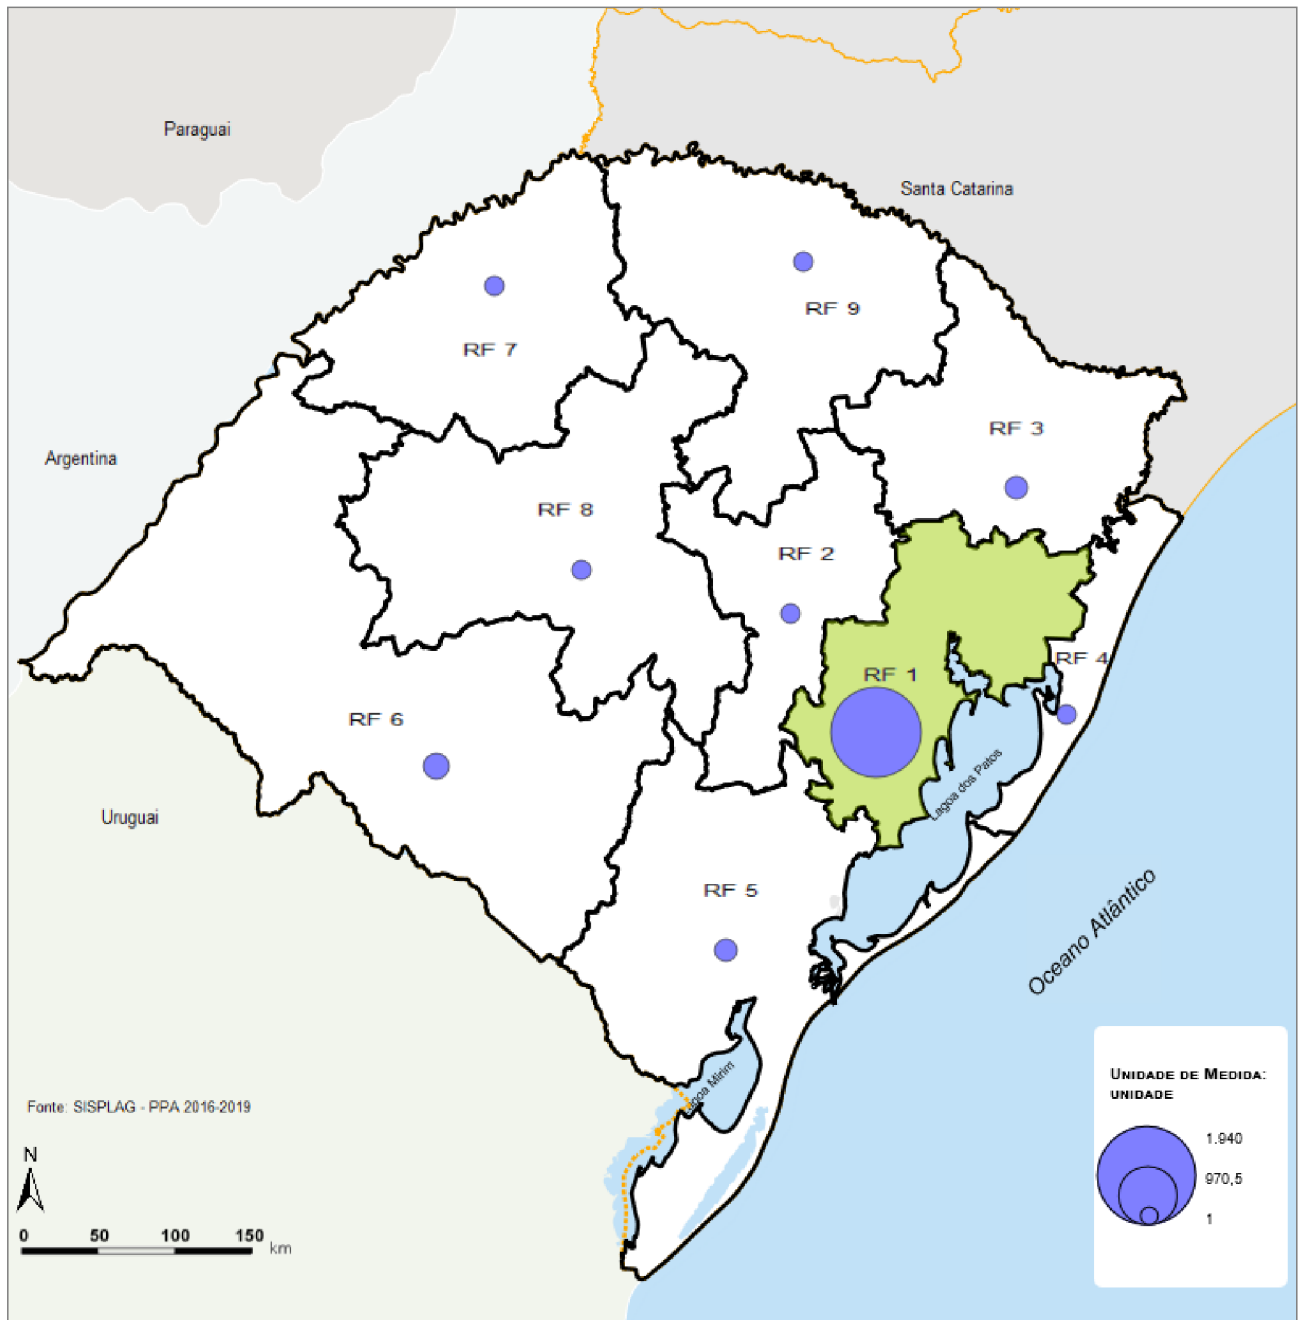 Paraguai
Santa Catarina
RF 9
RF 7
RF 3
Argentina
RF 8
RF 2
RF 4
RF 1
RF 6
Lagoa dos Patos
Uruguai
RF 5
Oceano Atlântico
Lagoa Mirim
UNIDADE DE MEDIDA:
UNIDADE
1.940
970,5
1
Fonte: SISPLAG - PPA 2016-2019
N
0 50 100 150
km